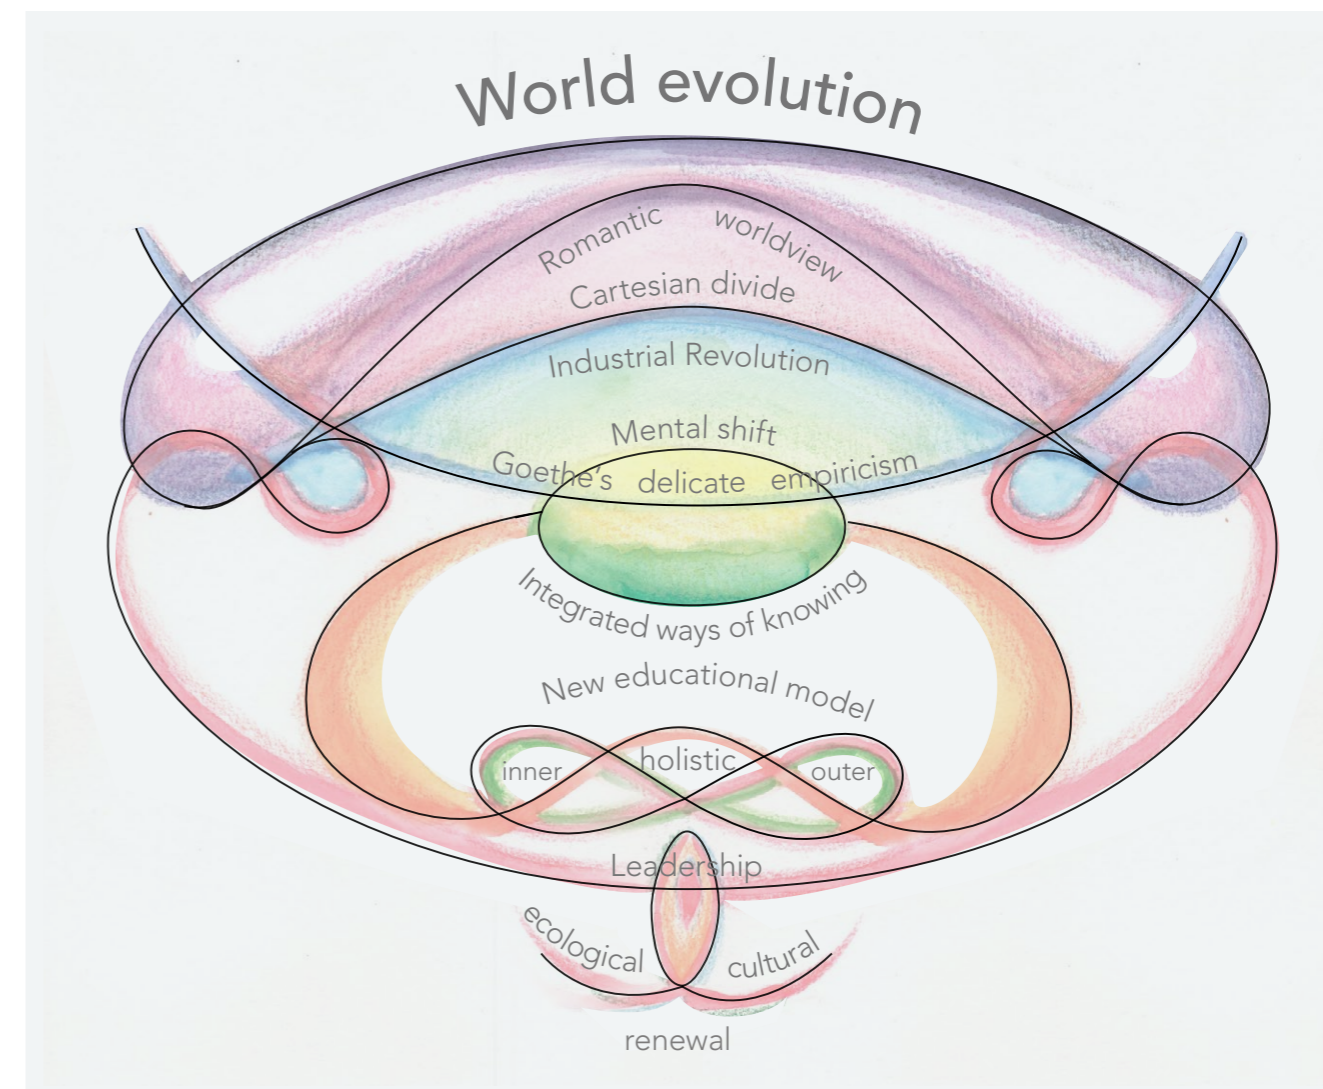 World evolution
Romantic worldview
Cartesian divide
Industrial Revolution
Mental shift
Goethe's delicate empiricism
Integrated ways of knowing
New educational model
inner holistic outer
Leadership
ecological cultural
renewal